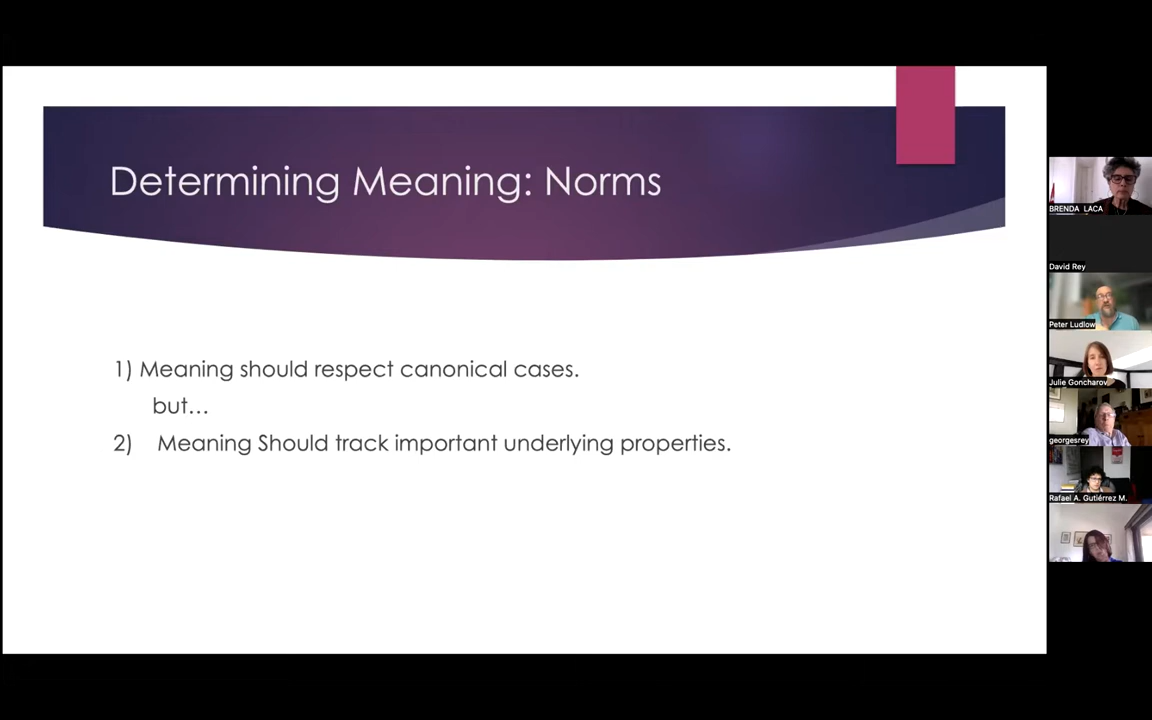 Determining Meaning: Norms
1) Meaning should respect canonical cases.
but...
2) Meaning Should track important underlying properties.
BRENDA LACA
David Rey
Peter Ludlow
Julie Goncharov
georgesrey
Rafael A. Gutiérrez M.